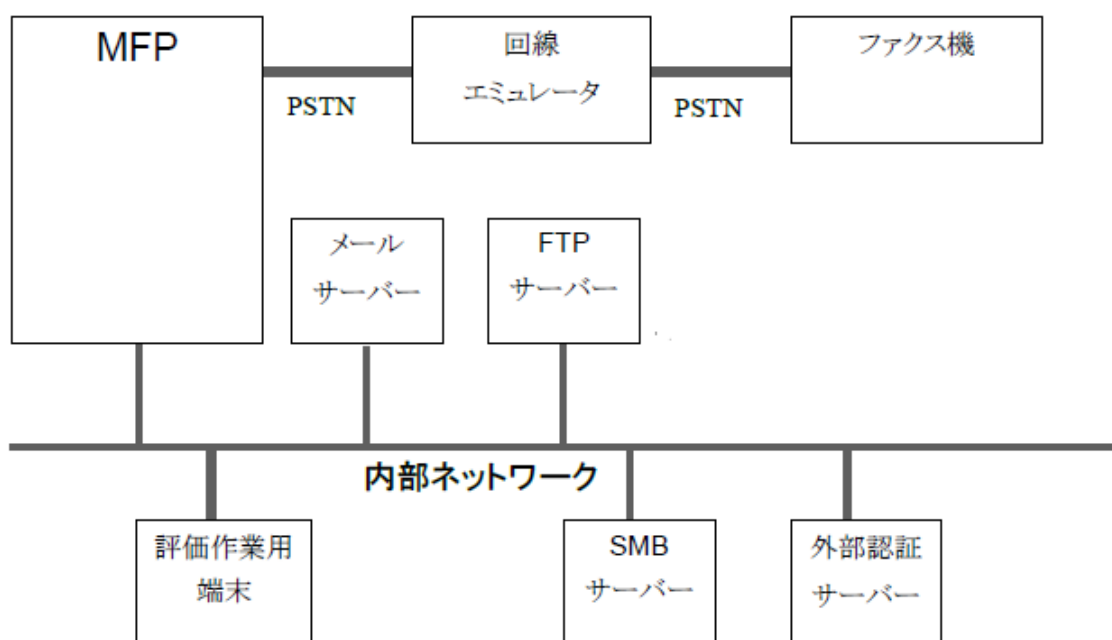 MFP
回線
エミュレータ
ファクス機
PSTN
PSTN
メール
サーバー
FTP
サーバー
内部ネットワーク
評価作業用
端末
SMB
サーバー
外部認証
サーバー